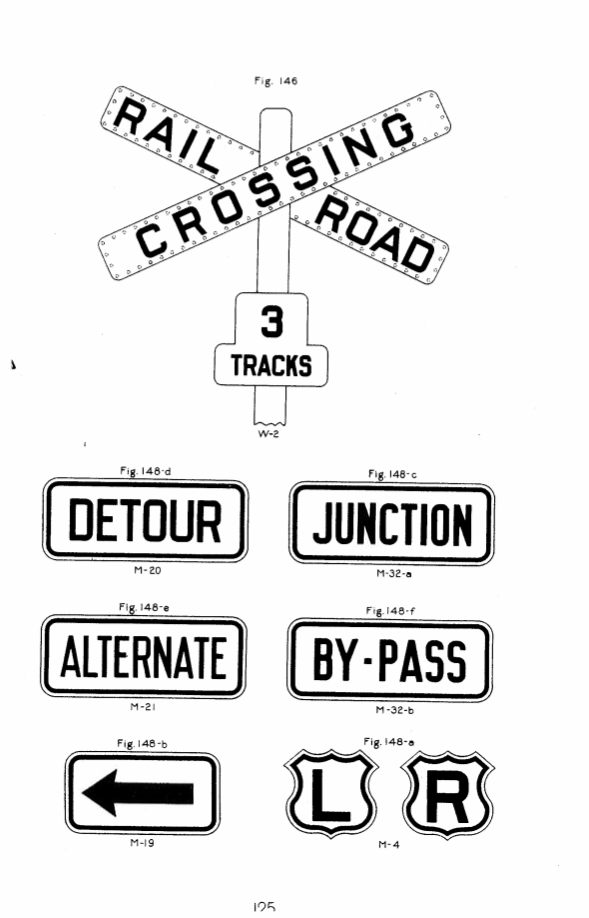 Fig. 146
RAIL
ROAD
CROSSING
3
TRACKS
W-2
Fig. 148-d
DETOUR
M-20
Fig. 148-c
JUNCTION
M-32-a
Fig. 148-e
ALTERNATE
M-21
Fig. 148-f
BY-PASS
M-32-b
Fig. 148-b
M-19
Fig. 148-a
L R
M-4
125